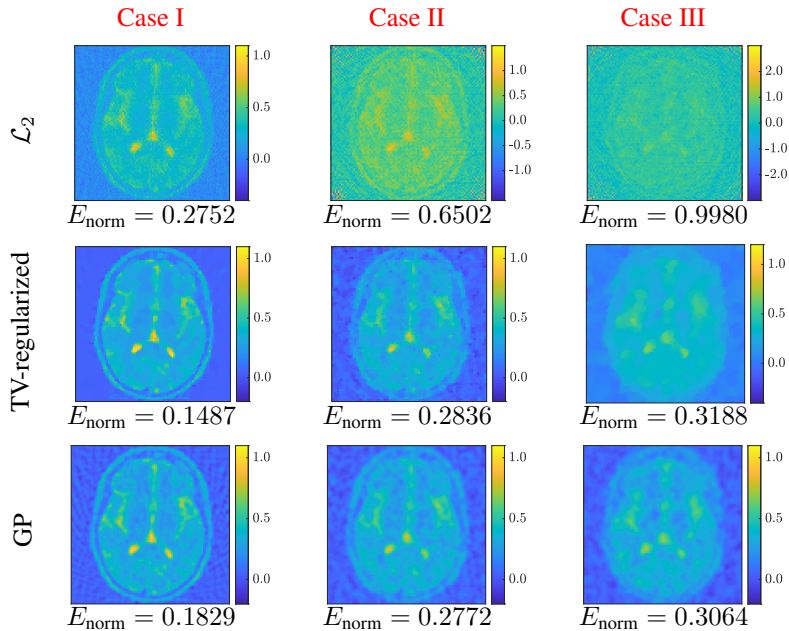 Case I Case II Case III
ℒ₂
1.0 0.5 0.0
1.0 0.5 0.0 -0.5 -1.0
2.0 1.0 0.0 -1.0 -2.0
E_norm = 0.2752 E_norm = 0.6502 E_norm = 0.9980
TV-regularized
1.0 0.5 0.0
1.0 0.5 0.0
1.0 0.5 0.0
E_norm = 0.1487 E_norm = 0.2836 E_norm = 0.3188
GP
1.0 0.5 0.0
1.0 0.5 0.0
1.0 0.5 0.0
E_norm = 0.1829 E_norm = 0.2772 E_norm = 0.3064